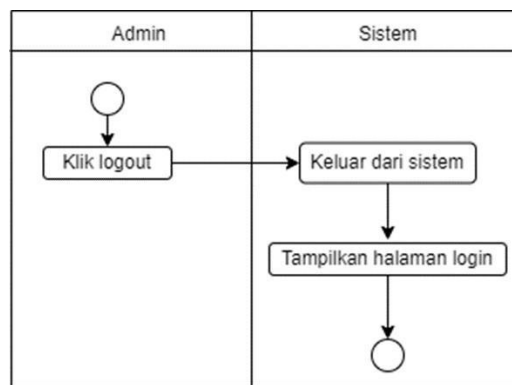 Admin
Sistem
Klik logout
Keluar dari sistem
Tampilkan halaman login